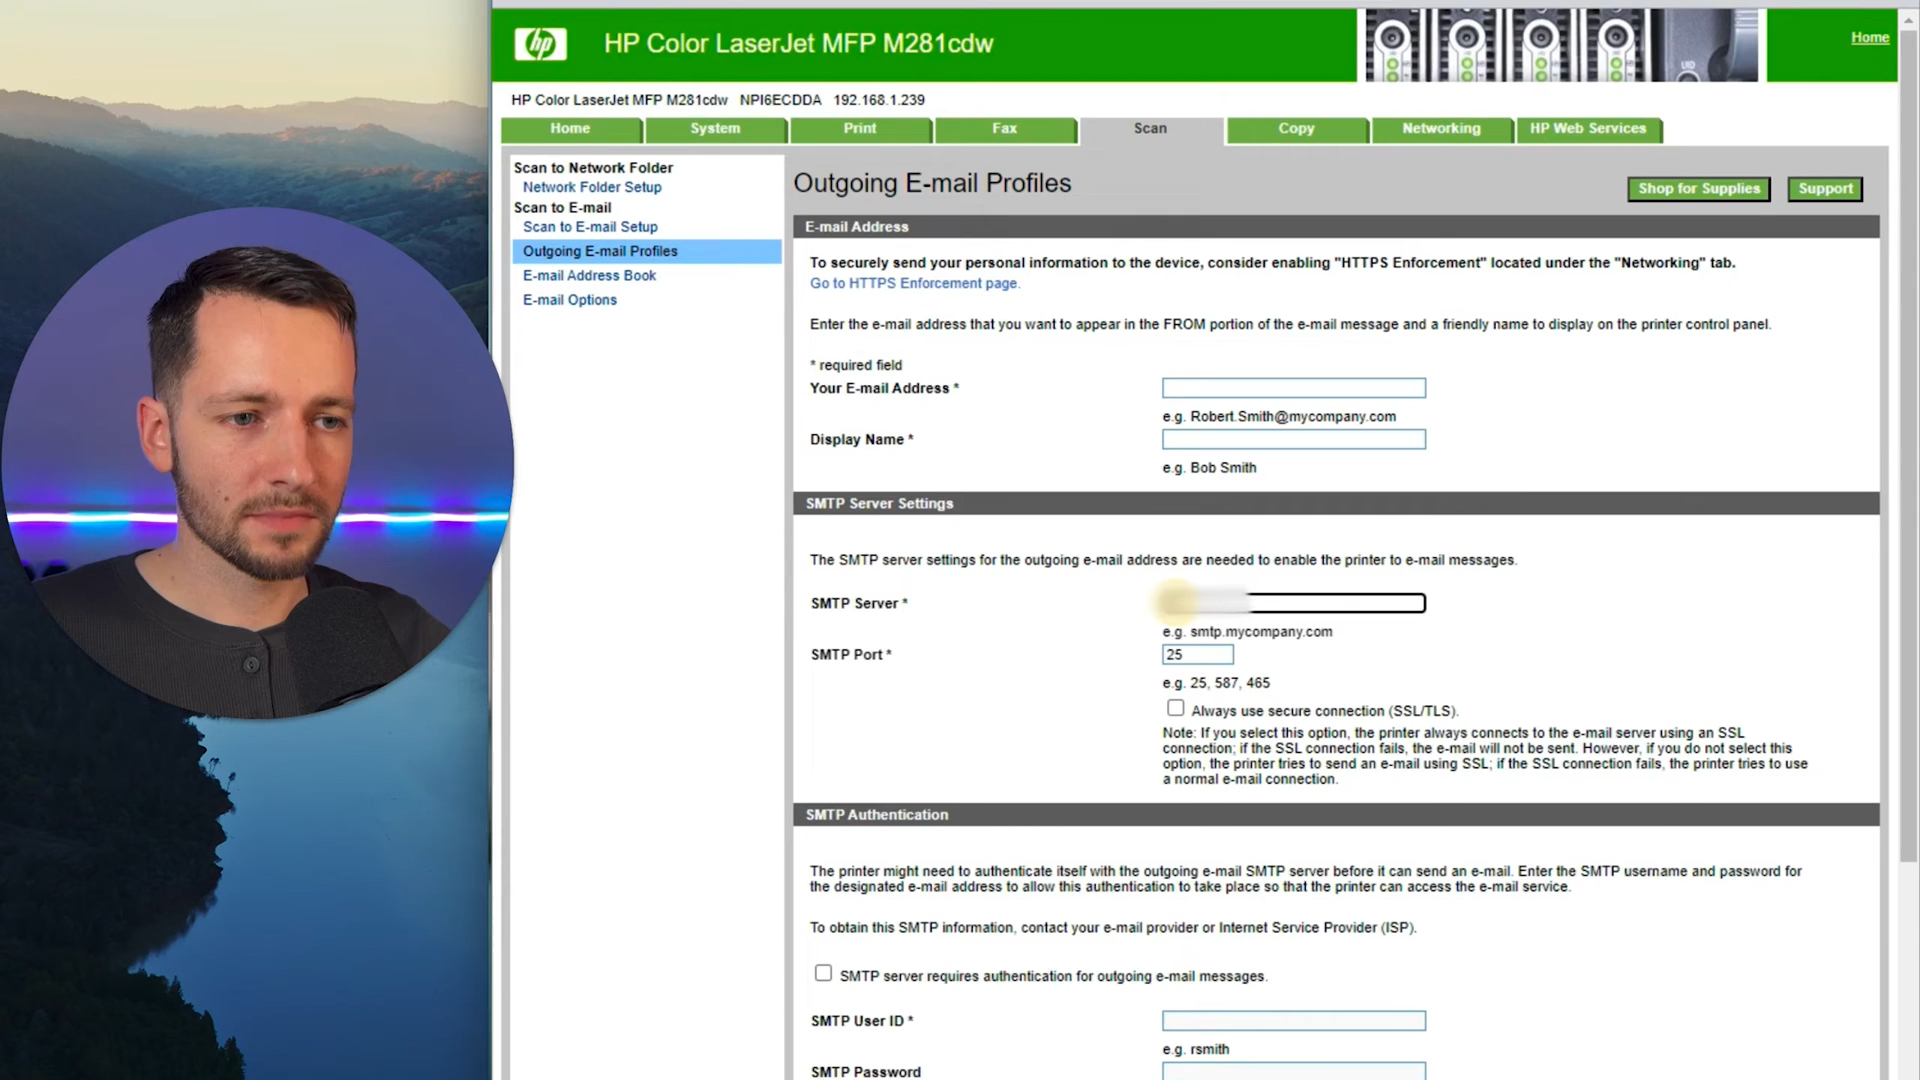 hp
HP Color LaserJet MFP M281cdw
UID
Home
HP Color LaserJet MFP M281cdw NPI6ECDDA 192.168.1.239
Home System Print Fax Scan Copy Networking HP Web Services
Scan to Network Folder
Network Folder Setup
Scan to E-mail
Scan to E-mail Setup
Outgoing E-mail Profiles
E-mail Address Book
E-mail Options
Outgoing E-mail Profiles
Shop for Supplies Support
E-mail Address
To securely send your personal information to the device, consider enabling "HTTPS Enforcement" located under the "Networking" tab.
Go to HTTPS Enforcement page.
Enter the e-mail address that you want to appear in the FROM portion of the e-mail message and a friendly name to display on the printer control panel.
* required field
Your E-mail Address *
e.g. Robert.Smith@mycompany.com
Display Name *
e.g. Bob Smith
SMTP Server Settings
The SMTP server settings for the outgoing e-mail address are needed to enable the printer to e-mail messages.
SMTP Server *
e.g. smtp.mycompany.com
SMTP Port * 25
e.g. 25, 587, 465
Always use secure connection (SSL/TLS).
Note: If you select this option, the printer always connects to the e-mail server using an SSL
connection; if the SSL connection fails, the e-mail will not be sent. However, if you do not select this
option, the printer tries to send an e-mail using SSL; if the SSL connection fails, the printer tries to use
a normal e-mail connection.
SMTP Authentication
The printer might need to authenticate itself with the outgoing e-mail SMTP server before it can send an e-mail. Enter the SMTP username and password for
the designated e-mail address to allow this authentication to take place so that the printer can access the e-mail service.
To obtain this SMTP information, contact your e-mail provider or Internet Service Provider (ISP).
SMTP server requires authentication for outgoing e-mail messages.
SMTP User ID *
e.g. rsmith
SMTP Password